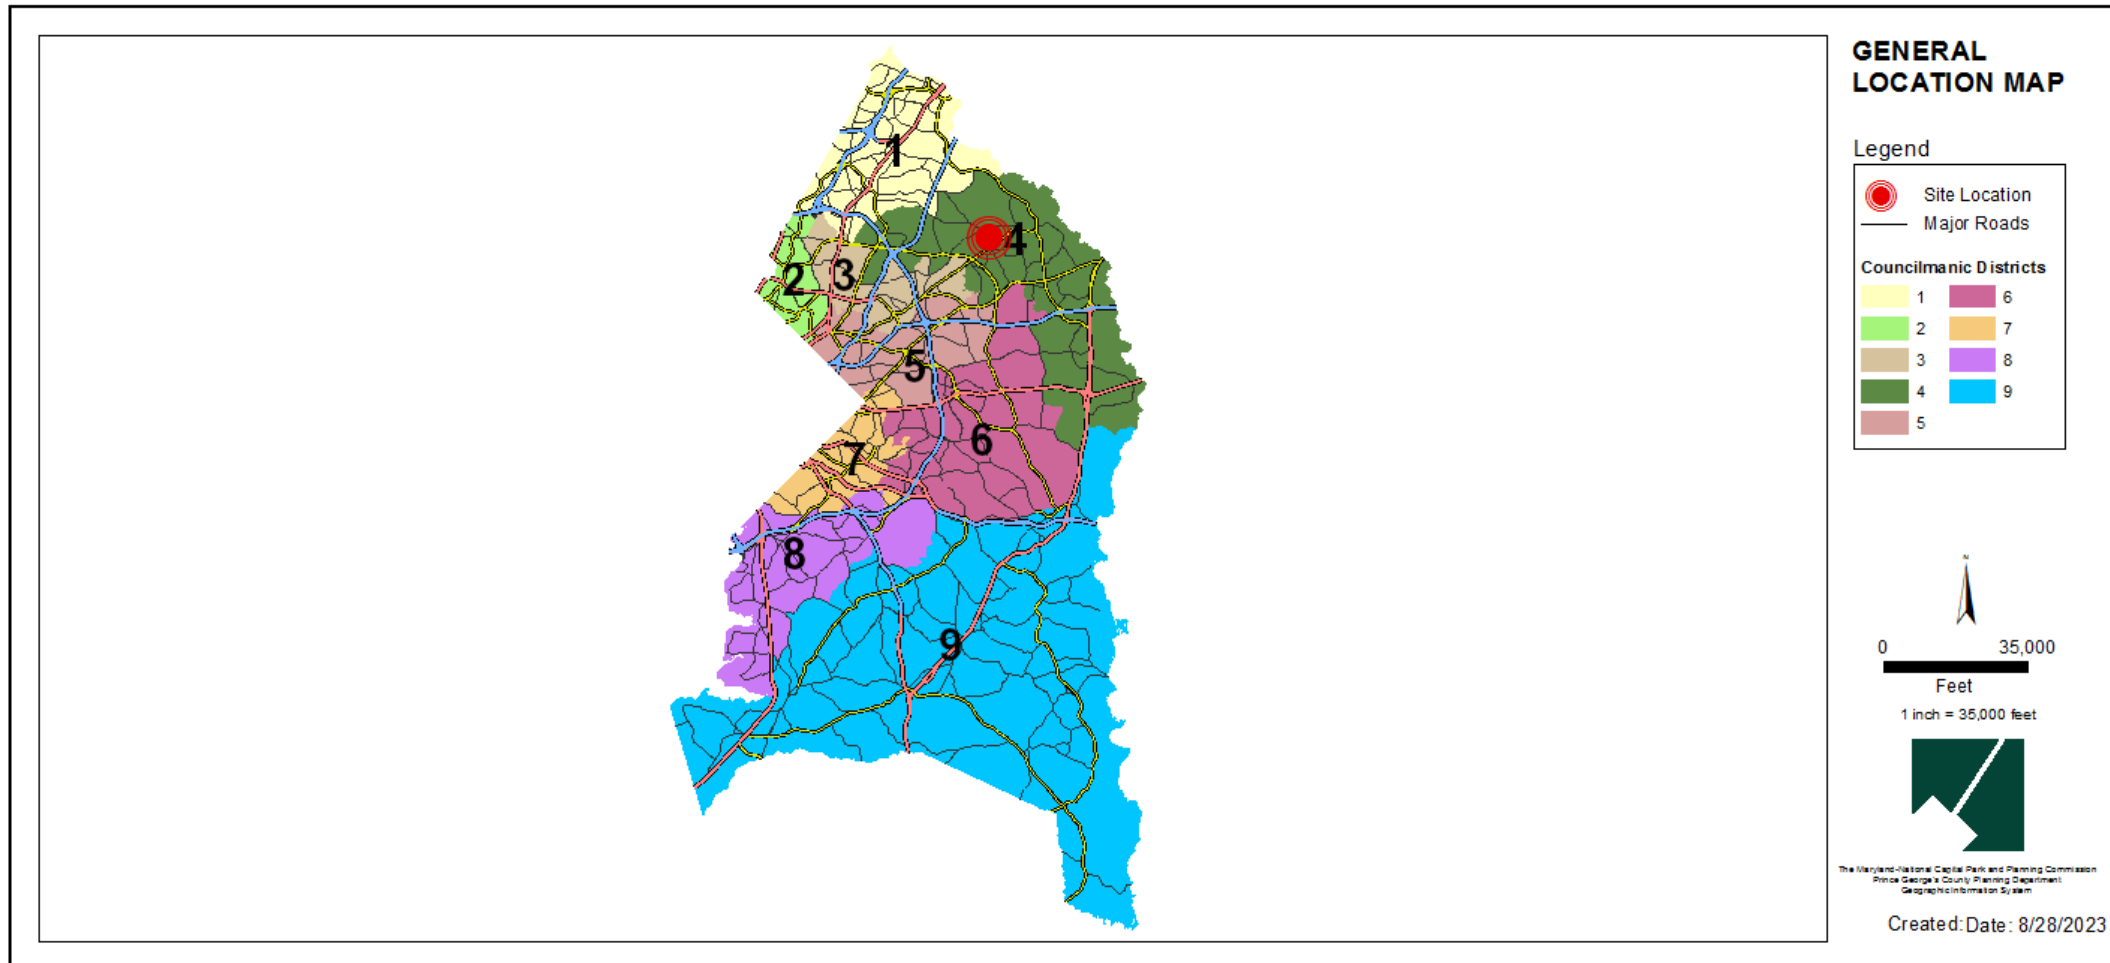 GENERAL
LOCATION MAP
Legend
Site Location
Major Roads
Councilmanic Districts
1 6
2 7
3 8
4 9
5
1
4
2
3
5
6
7
8
9
N
0 35,000
Feet
1 inch = 35,000 feet
The Maryland-National Capital Park and Planning Commission
Prince George's County Planning Department
Geographic Information System
Created: Date: 8/28/2023